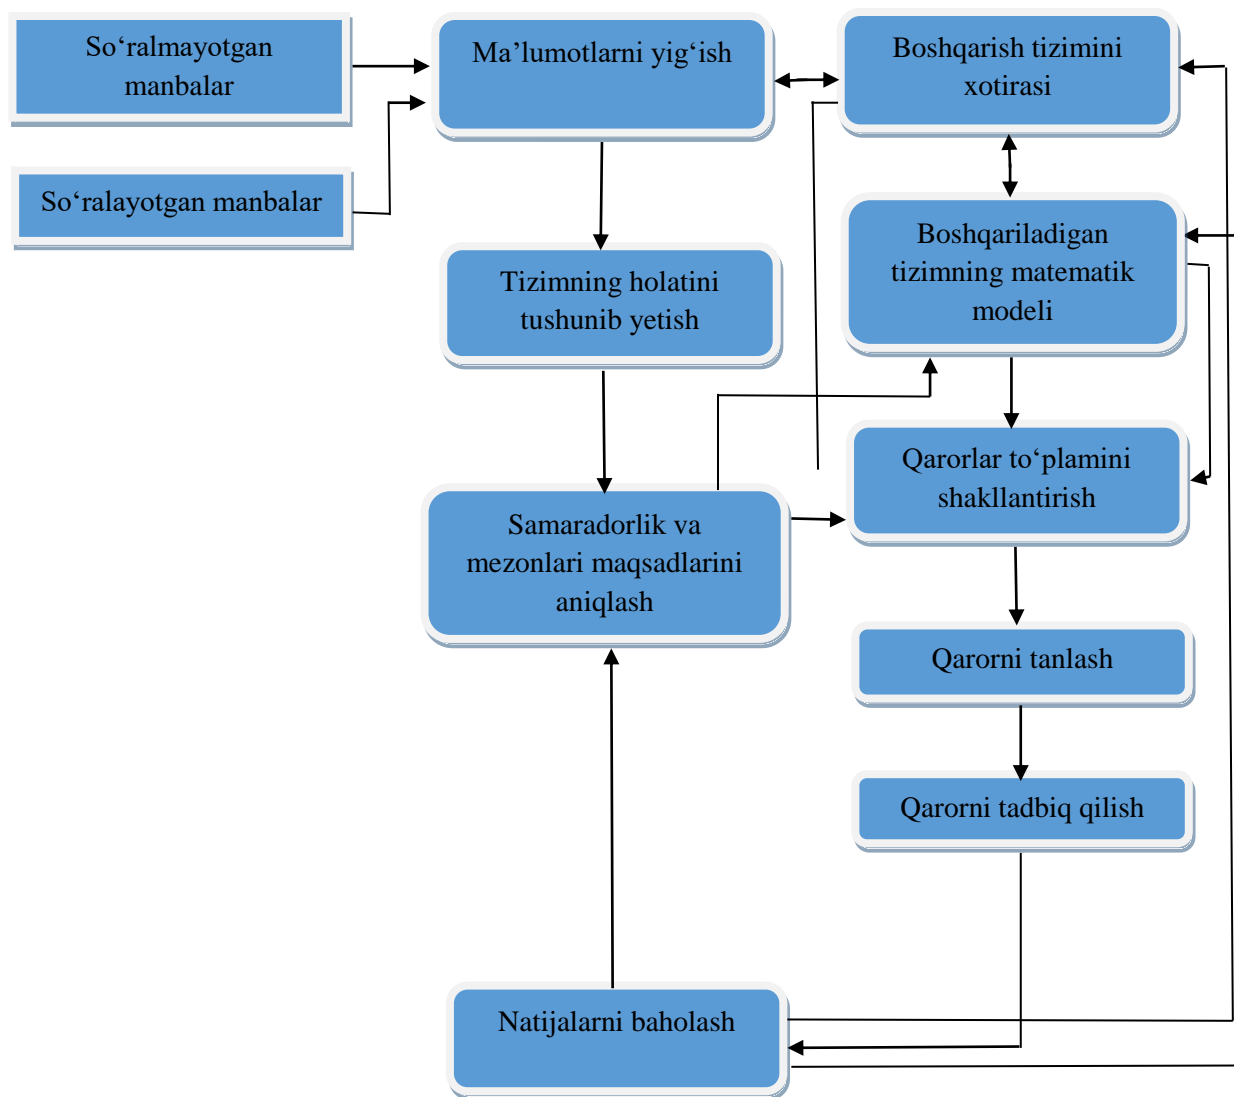 So‘ralmayotgan
manbalar
Ma’lumotlarni yig‘ish
Boshqarish tizimini
xotirasi
So‘ralayotgan manbalar
Boshqariladigan
tizimning matematik
modeli
Tizimning holatini
tushunib yetish
Qarorlar to‘plamini
shakllantirish
Samaradorlik va
mezonlari maqsadlarini
aniqlash
Qarorni tanlash
Qarorni tadbiq qilish
Natijalarni baholash